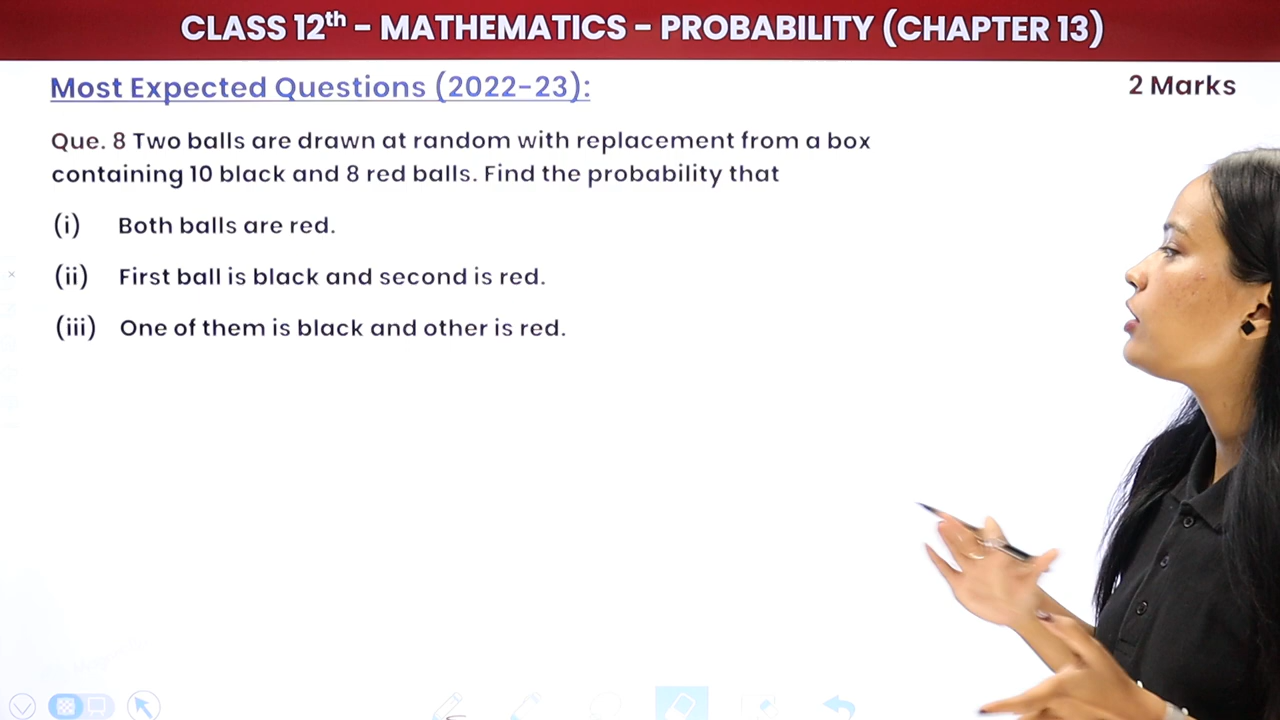 CLASS 12th - MATHEMATICS - PROBABILITY (CHAPTER 13)
Most Expected Questions (2022-23):
2 Marks
Que. 8 Two balls are drawn at random with replacement from a box
containing 10 black and 8 red balls. Find the probability that
(i) Both balls are red.
(ii) First ball is black and second is red.
(iii) One of them is black and other is red.